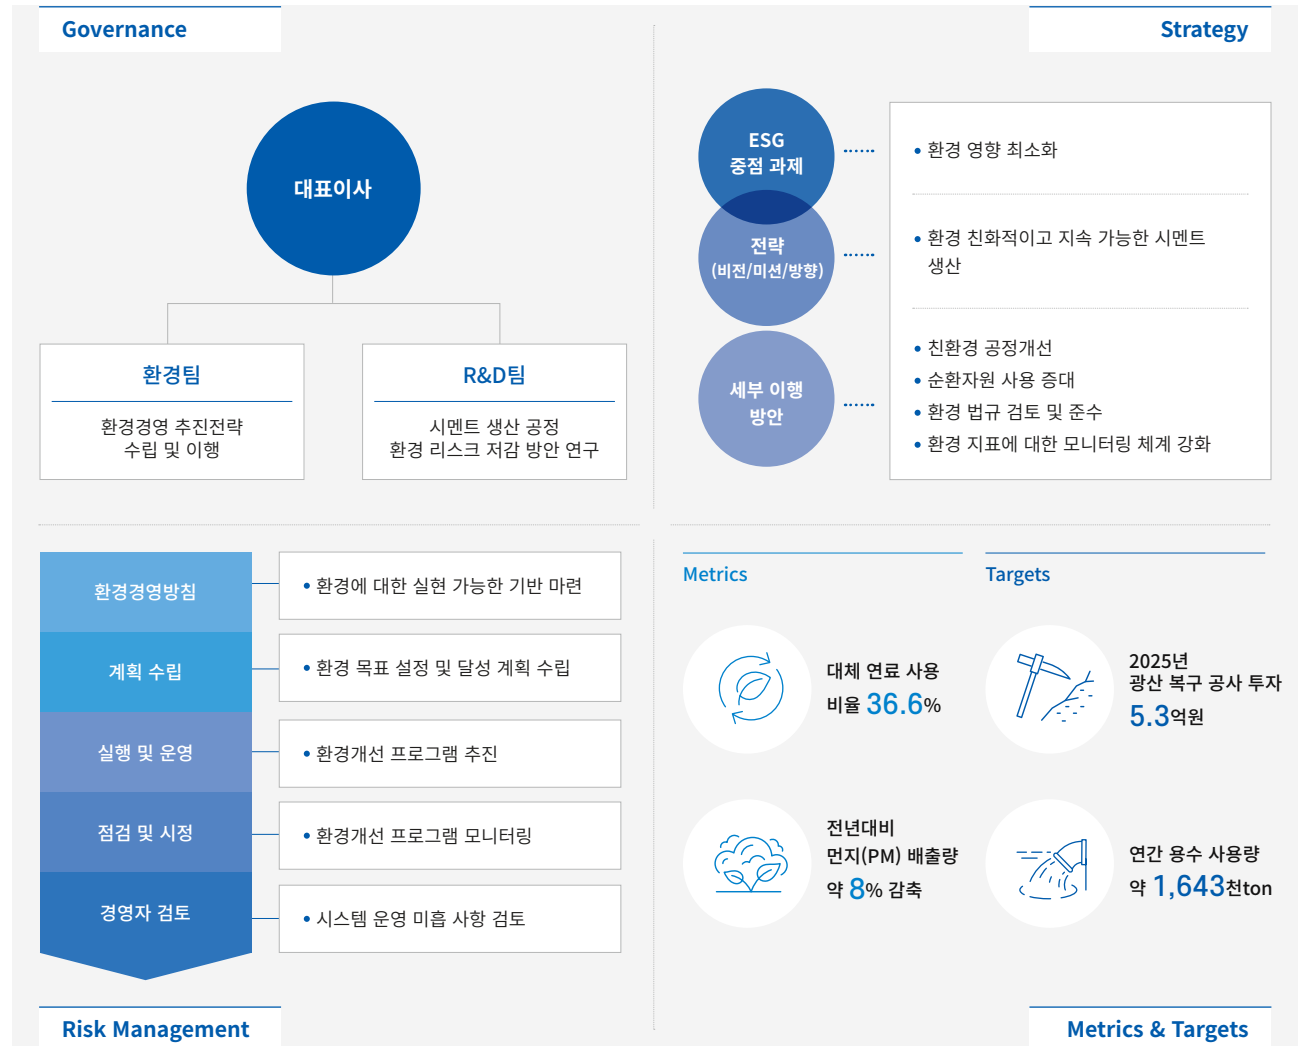 Governance
대표이사
환경팀
환경경영 추진전략
수립 및 이행
R&D팀
시멘트 생산 공정
환경 리스크 저감 방안 연구
Strategy
ESG
중점 과제
• 환경 영향 최소화
전략
(비전/미션/방향)
• 환경 친화적이고 지속 가능한 시멘트
생산
세부 이행
방안
• 친환경 공정개선
• 순환자원 사용 증대
• 환경 법규 검토 및 준수
• 환경 지표에 대한 모니터링 체계 강화
환경경영방침
• 환경에 대한 실현 가능한 기반 마련
계획 수립
• 환경 목표 설정 및 달성 계획 수립
실행 및 운영
• 환경개선 프로그램 추진
점검 및 시정
• 환경개선 프로그램 모니터링
경영자 검토
• 시스템 운영 미흡 사항 검토
Risk Management
Metrics
대체 연료 사용
비율 36.6%
전년대비
먼지(PM) 배출량
약 8% 감축
Targets
2025년
광산 복구 공사 투자
5.3억원
연간 용수 사용량
약 1,643천ton
Metrics & Targets